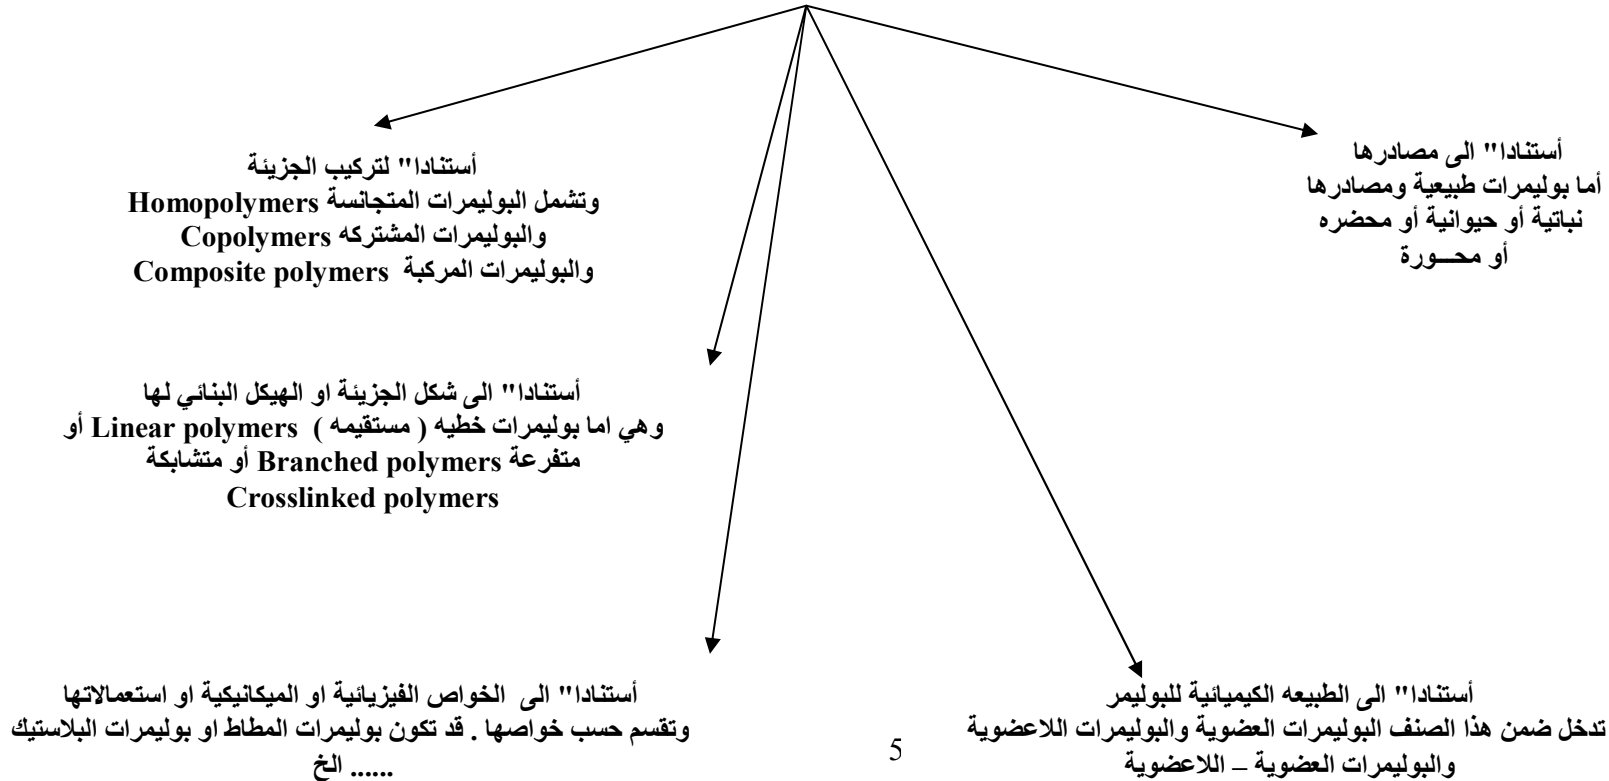 أستنادا" الى مصادرها
أما بوليمرات طبيعية ومصادرها
نباتية أو حيوانية أو محضره
أو محـــورة
أستنادا" لتركيب الجزيئة
وتشمل البوليمرات المتجانسة Homopolymers
والبوليمرات المشتركه Copolymers
والبوليمرات المركبة Composite polymers
أستنادا" الى شكل الجزيئة او الهيكل البنائي لها
وهي اما بوليمرات خطيه ( مستقيمه ) Linear polymers أو
متفرعة Branched polymers أو متشابكة
Crosslinked polymers
أستنادا" الى الطبيعه الكيميائية للبوليمر
تدخل ضمن هذا الصنف البوليمرات العضوية والبوليمرات اللاعضوية
والبوليمرات العضوية – اللاعضوية
أستنادا" الى الخواص الفيزيائية او الميكانيكية او استعمالاتها
وتقسم حسب خواصها . قد تكون بوليمرات المطاط او بوليمرات البلاستيك
...... الخ
5